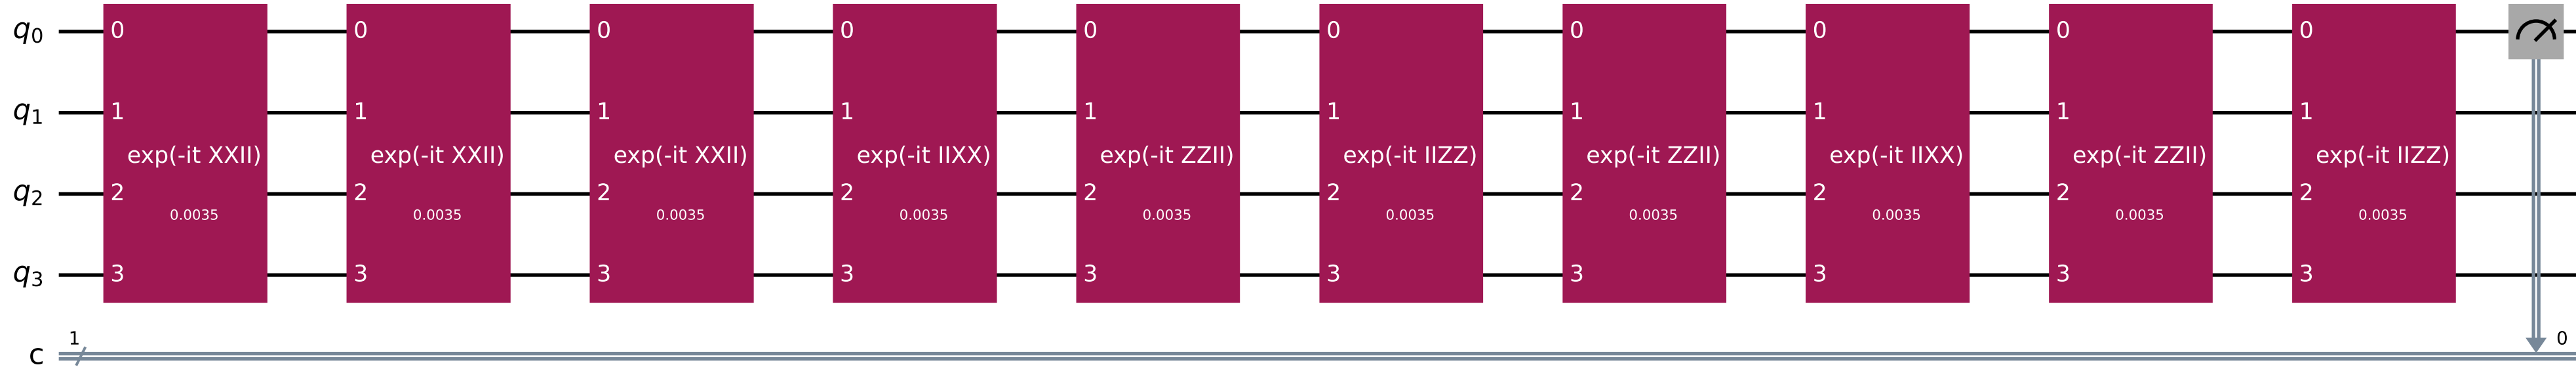 q0 0 0 0 0 0 0 0 0 0 0
q1 1 1 1 1 1 1 1 1 1 1
exp(-it XXII) exp(-it XXII) exp(-it XXII) exp(-it IIXX) exp(-it ZZII) exp(-it IIZZ) exp(-it ZZII) exp(-it IIXX) exp(-it ZZII) exp(-it IIZZ)
q2 2 2 2 2 2 2 2 2 2 2
0.0035 0.0035 0.0035 0.0035 0.0035 0.0035 0.0035 0.0035 0.0035 0.0035
q3 3 3 3 3 3 3 3 3 3 3
1 0
c